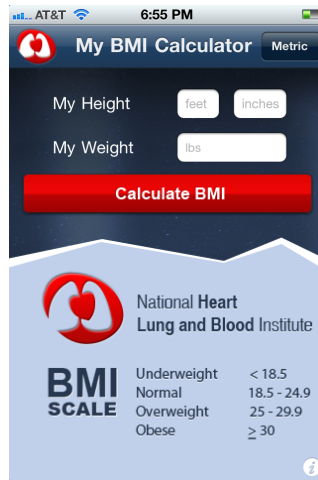 AT&T 6:55 PM
My BMI Calculator Metric
My Height feet inches
My Weight lbs
Calculate BMI
National Heart
Lung and Blood Institute
BMI
SCALE
Underweight < 18.5
Normal 18.5 - 24.9
Overweight 25 - 29.9
Obese ≥ 30
i